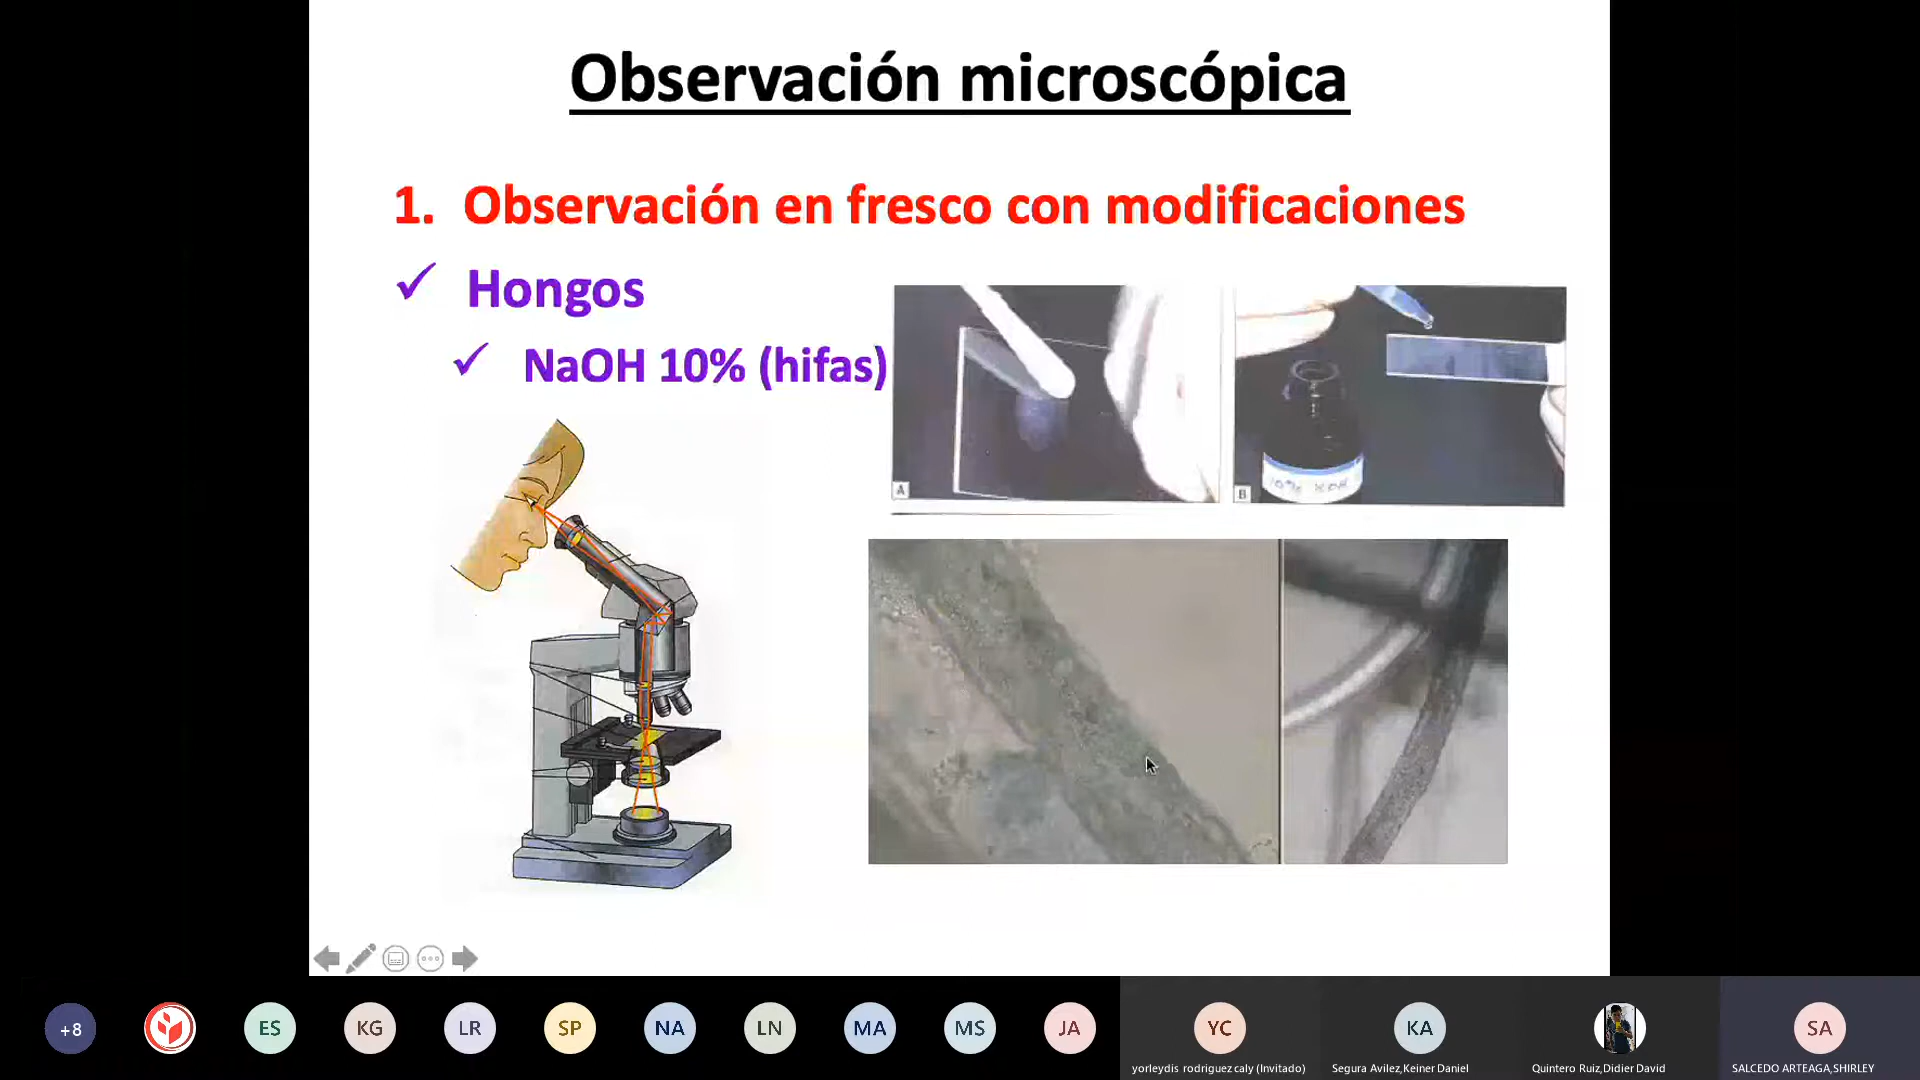 Observación microscópica
1. Observación en fresco con modificaciones
✓ Hongos
✓ NaOH 10% (hifas)
A
B
10% KOH
+8
ES
KG
LR
SP
NA
LN
MA
MS
JA
YC
KA
SA
yorleydis rodriguez caly (Invitado)
Segura Avilez,Keiner Daniel
Quintero Ruiz,Didier David
SALCEDO ARTEAGA,SHIRLEY